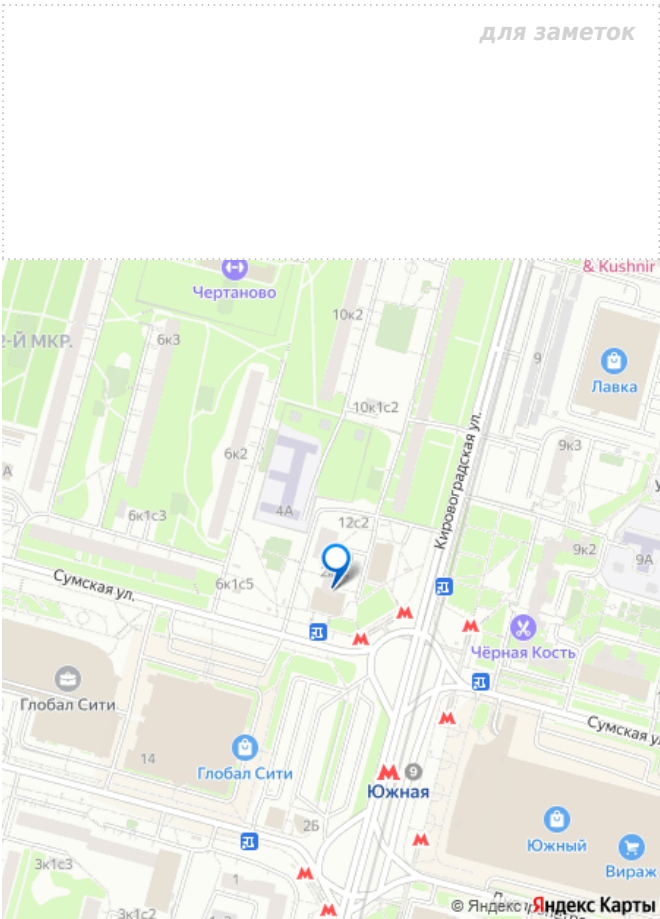 для заметок
& Kushnir
Чертаново
10к2
2-Й МКР.
6к3
9
Лавка
10к1с2
Кировоградская ул.
9к3
6к2
А
4А
6к1с3
12с2
9к2
9А
Сумская ул.
6к1с5
Чёрная Кость
Глобал Сити
Сумская у
14
Глобал Сити
9
Южная
2Б
Южный
3к1с3
1
Вираж
3к1с2
© Яндекс
Яндекс Карты